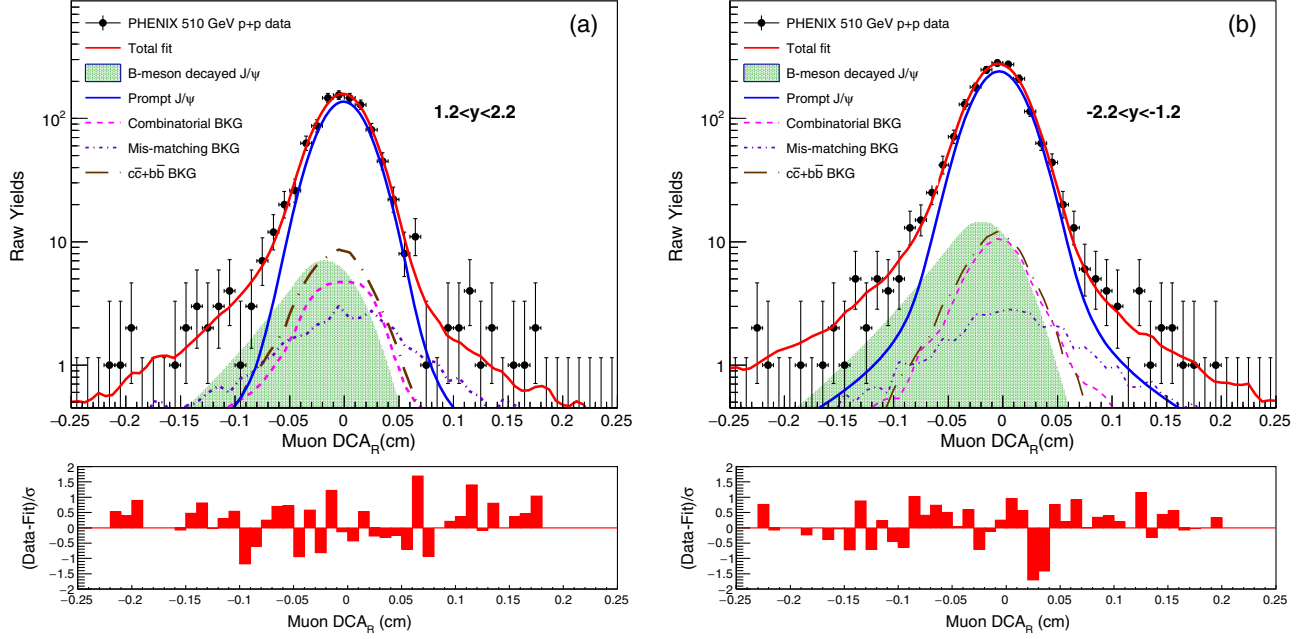 (a)
PHENIX 510 GeV p+p data
Total fit
B-meson decayed J/ψ
Prompt J/ψ
Combinatorial BKG
Mis-matching BKG
cc̄+bb̄ BKG
1.2<y<2.2
Raw Yields
10²
10
1
−0.25 −0.2 −0.15 −0.1 −0.05 0 0.05 0.1 0.15 0.2 0.25
Muon DCA_R(cm)
(Data-Fit)/σ
2
1.5
1
0.5
0
−0.5
−1
−1.5
−2
−0.25 −0.2 −0.15 −0.1 −0.05 0 0.05 0.1 0.15 0.2 0.25
Muon DCA_R (cm)
(b)
PHENIX 510 GeV p+p data
Total fit
B-meson decayed J/ψ
Prompt J/ψ
Combinatorial BKG
Mis-matching BKG
cc̄+bb̄ BKG
-2.2<y<-1.2
Raw Yields
10²
10
1
−0.25 −0.2 −0.15 −0.1 −0.05 0 0.05 0.1 0.15 0.2 0.25
Muon DCA_R(cm)
(Data-Fit)/σ
2
1.5
1
0.5
0
−0.5
−1
−1.5
−2
−0.25 −0.2 −0.15 −0.1 −0.05 0 0.05 0.1 0.15 0.2 0.25
Muon DCA_R (cm)